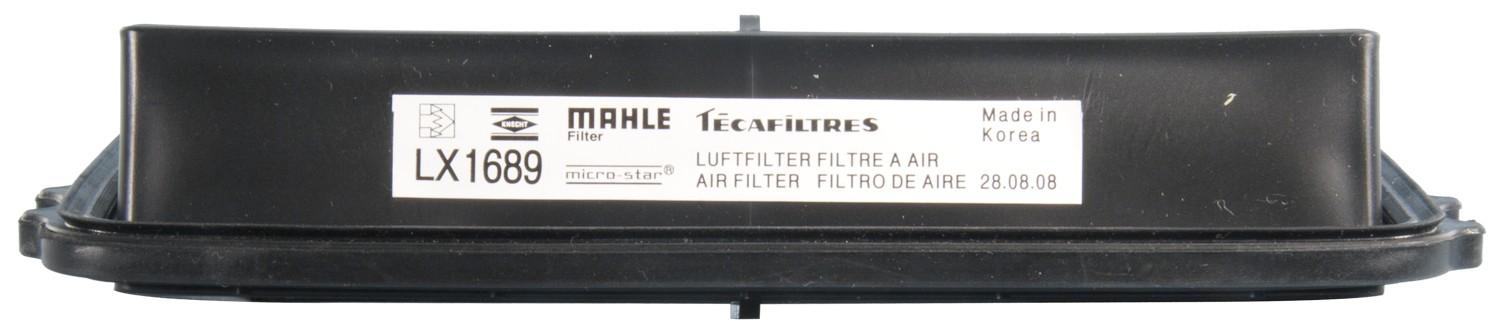 KNECHT
LX1689
MAHLE
Filter
micro-star®
TECAFILTRES
LUFTFILTER FILTRE A AIR
AIR FILTER FILTRO DE AIRE 28.08.08
Made in
Korea